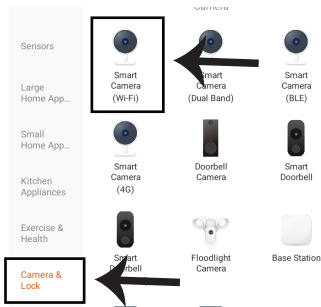 Camera
Sensors
Smart
Camera
(Wi-Fi)
Smart
Camera
(Dual Band)
Smart
Camera
(BLE)
Large
Home App...
Small
Home App...
Smart
Camera
(4G)
Doorbell
Camera
Smart
Doorbell
Kitchen
Appliances
Exercise &
Health
Smart
Doorbell
Floodlight
Camera
Base Station
Camera &
Lock